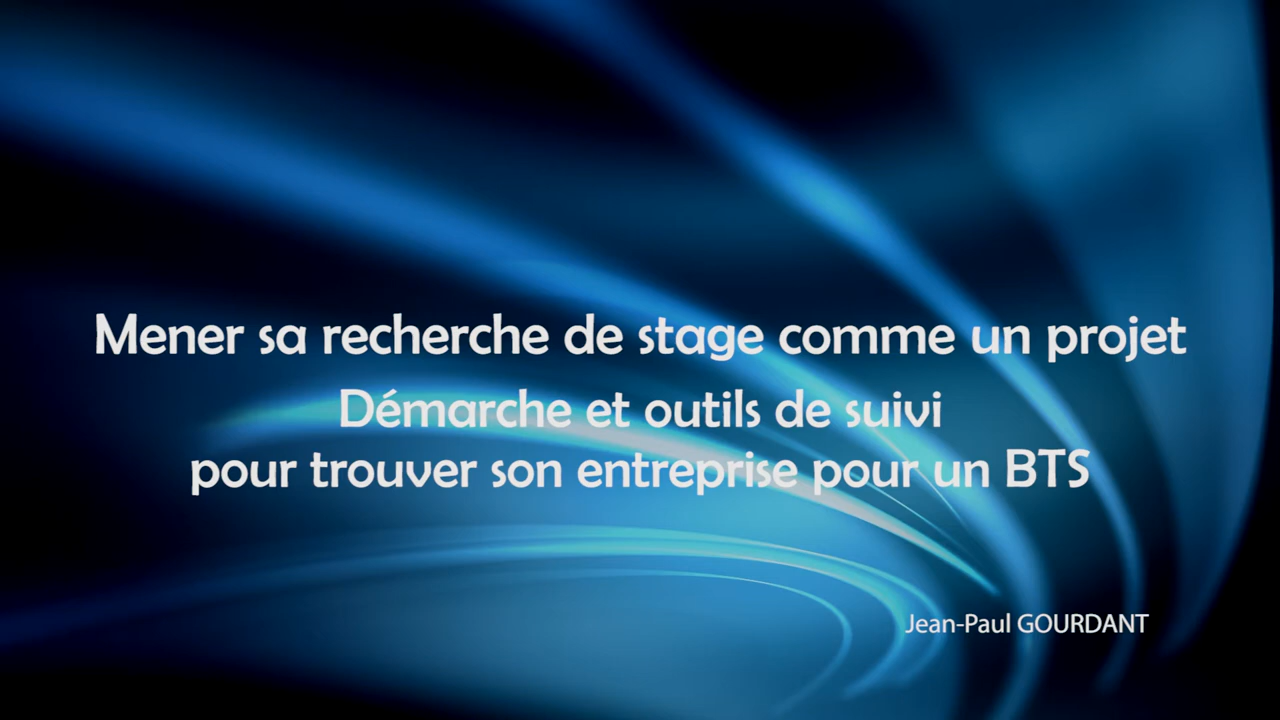 Mener sa recherche de stage comme un projet
Démarche et outils de suivi
pour trouver son entreprise pour un BTS
Jean-Paul GOURDANT